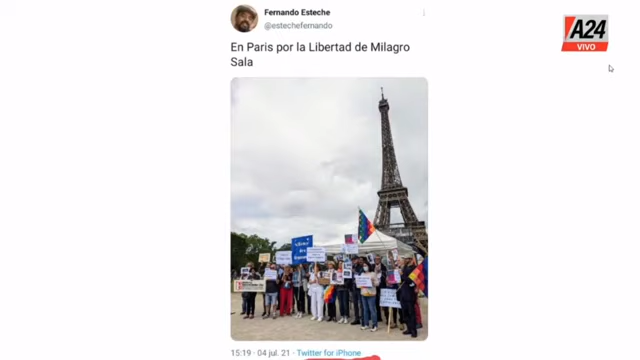 Fernando Esteche
@estechefernando
A24
VIVO
En Paris por la Libertad de Milagro
Sala
15:19 · 04 jul. 21 · Twitter for iPhone